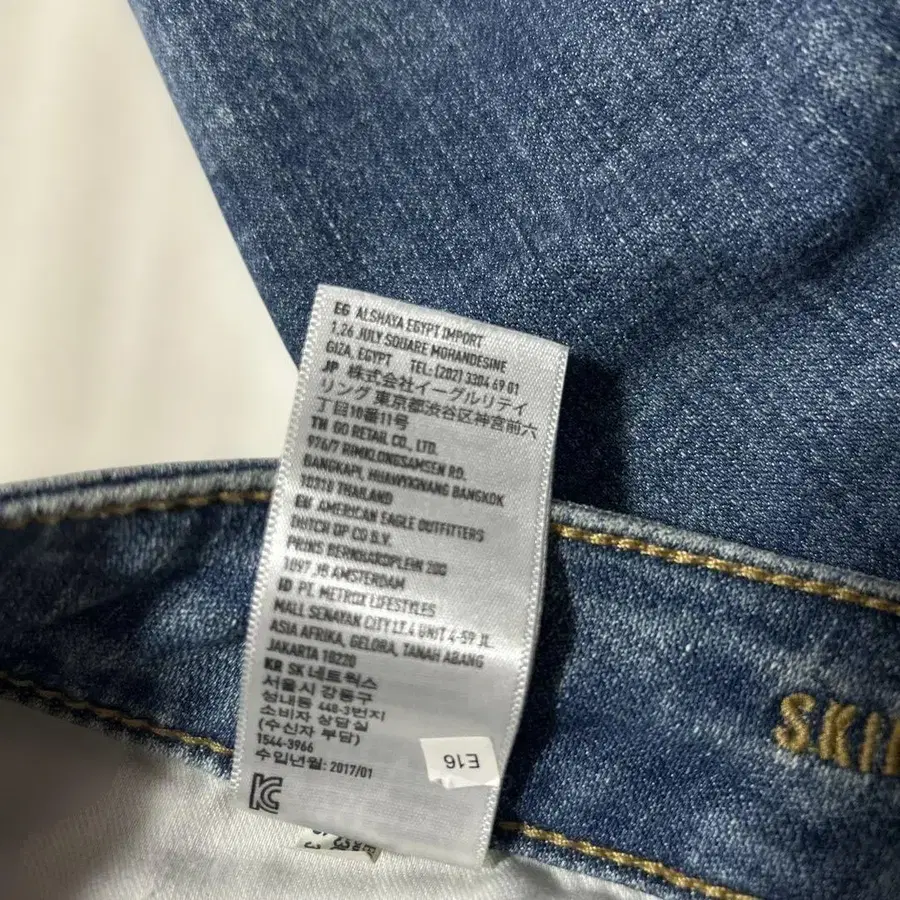 EG ALSHAYA EGYPT IMPORT
1,26 JULY SQUARE MOHANDESINE
GIZA, EGYPT TEL: (202) 3304 69 01
JP 株式会社イーグルリテイ
リング 東京都渋谷区神宮前六
丁目10番11号
TH GO RETAIL CO., LTD.
976/7 RIMKLONGSAMSEN RD.
BANGKAPI, HUAWYKWANG BANGKOK
10310 THAILAND
AMERICAN EAGLE OUTFITTERS
DUTCH OP CO B.V.
PRINS BERNHARDPLEIN 200
1097 JB AMSTERDAM
ID PT. METROX LIFESTYLES
MALL SENAYAN CITY LT.4 UNIT 4-59 JL.
ASIA AFRIKA, GELORA, TANAH ABANG
JAKARTA 10220
KR SK네트웍스
서울시 강동구
성내동 448-3번지
소비자 상담실
(수신자 부담)
1544-3966
수입년월: 2017/01
E16
SKI